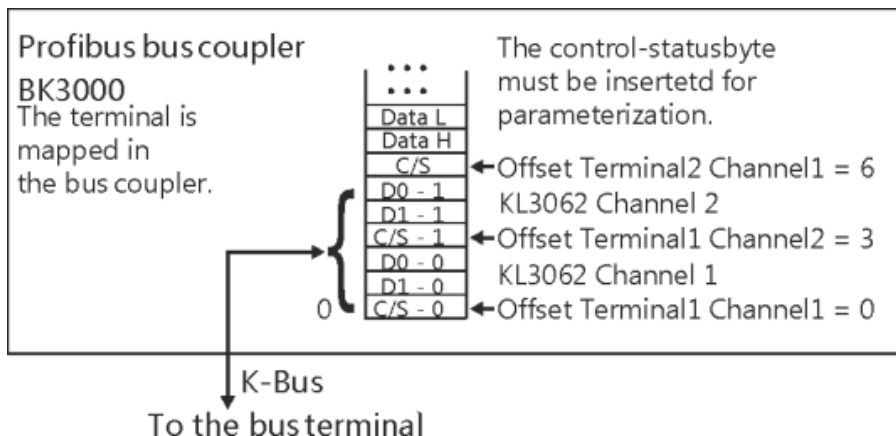 Profibus bus coupler
BK3000
The terminal is
mapped in
the bus coupler.
The control-statusbyte
must be insertetd for
parameterization.
Data L
Data H
C/S
Offset Terminal2 Channel1 = 6
D0 - 1
KL3062 Channel 2
D1 - 1
C/S - 1
Offset Terminal1 Channel2 = 3
D0 - 0
KL3062 Channel 1
D1 - 0
0
C/S - 0
Offset Terminal1 Channel1 = 0
K-Bus
To the bus terminal